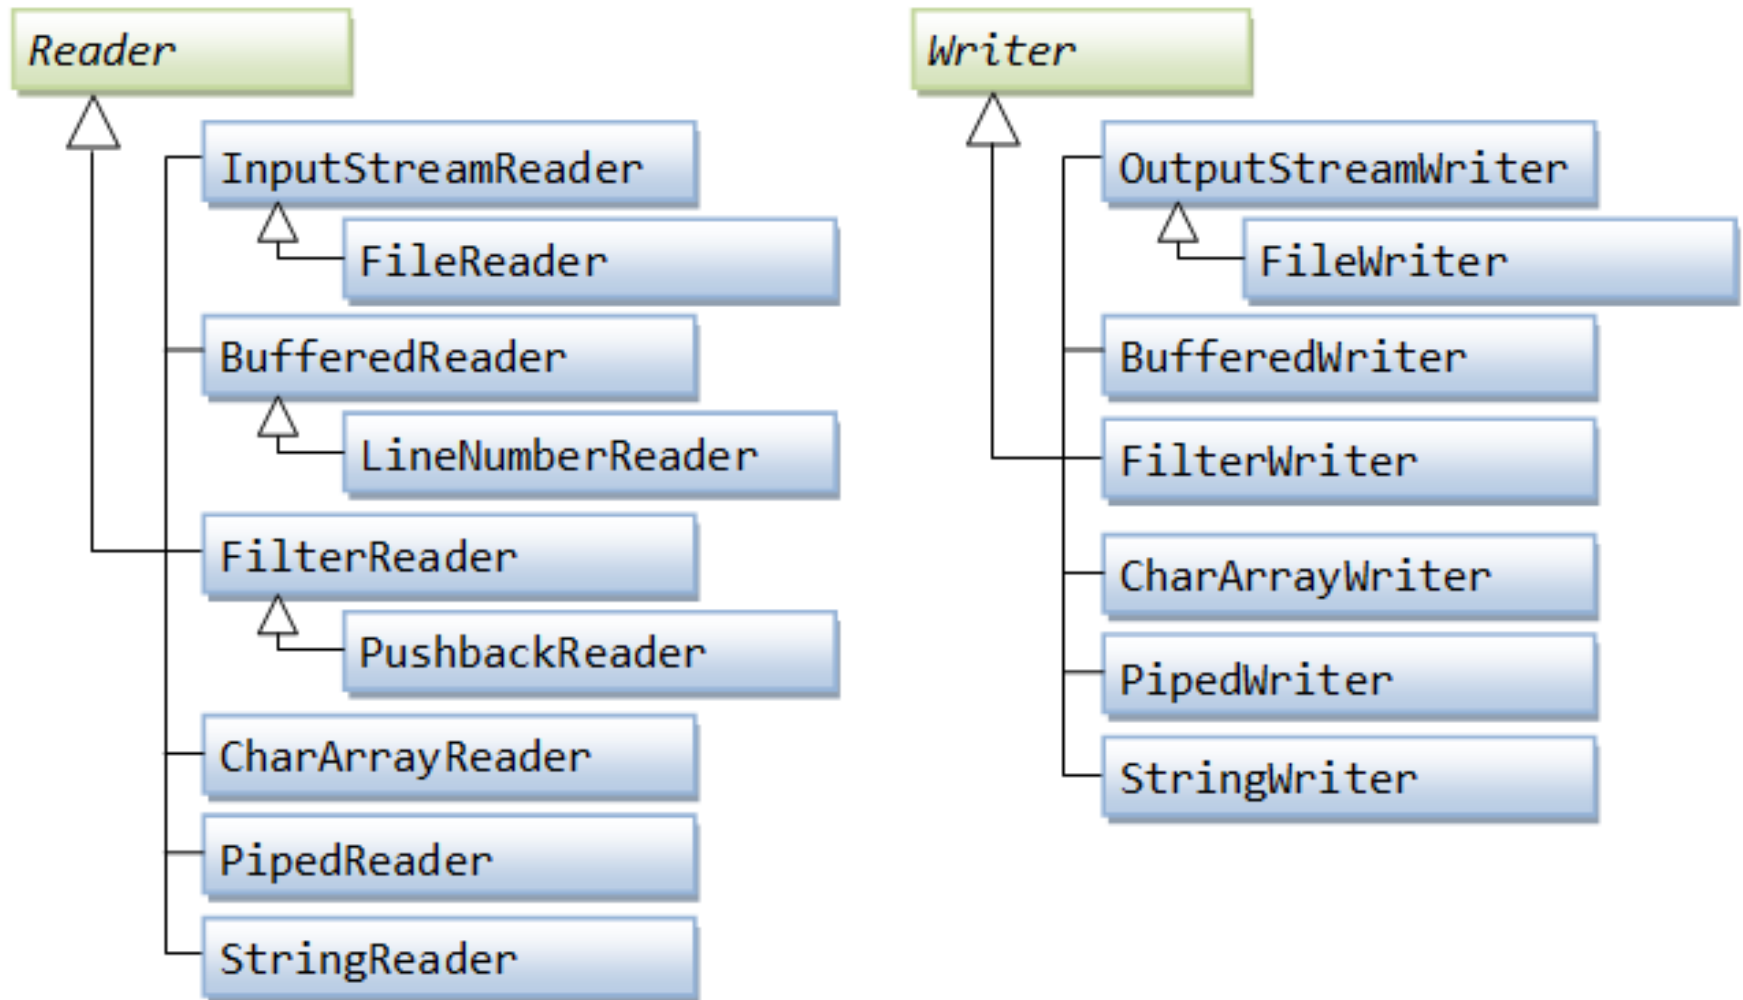 Reader
InputStreamReader
FileReader
BufferedReader
LineNumberReader
FilterReader
PushbackReader
CharArrayReader
PipedReader
StringReader
Writer
OutputStreamWriter
FileWriter
BufferedWriter
FilterWriter
CharArrayWriter
PipedWriter
StringWriter